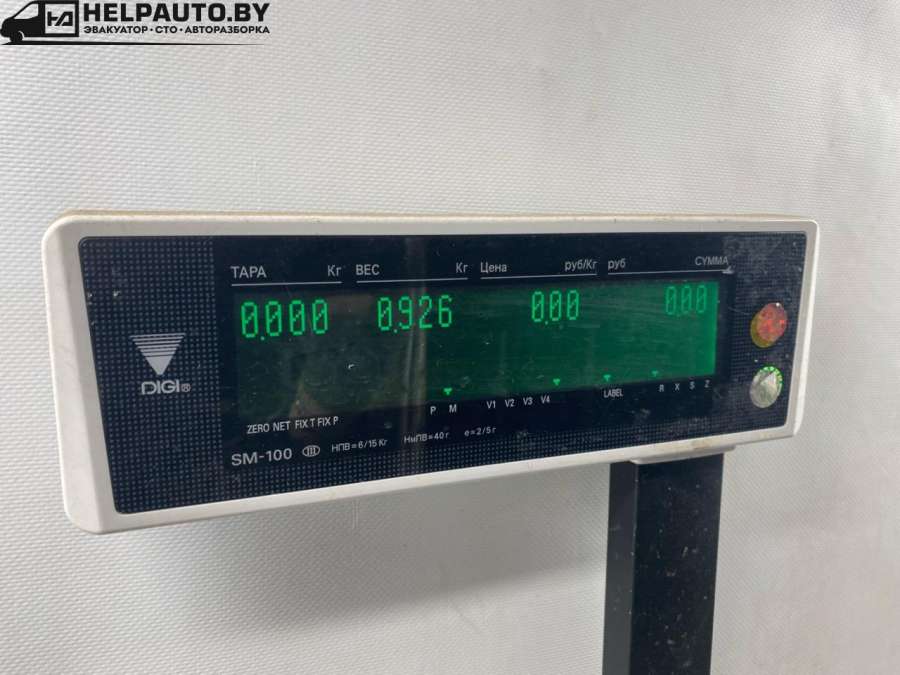 HELPAUTO.BY
ЭВАКУАТОР·СТО·АВТОРАЗБОРКА
ТАРА Кг ВЕС Кг Цена руб/Кг руб СУММА
0.000 0.926 0.00 0.00
DIGI®
P M V1 V2 V3 V4 LABEL R X S Z
ZERO NET FIX T FIX P
SM-100 III НПВ=6/15 Кг НмПВ=40 г e=2/5 г